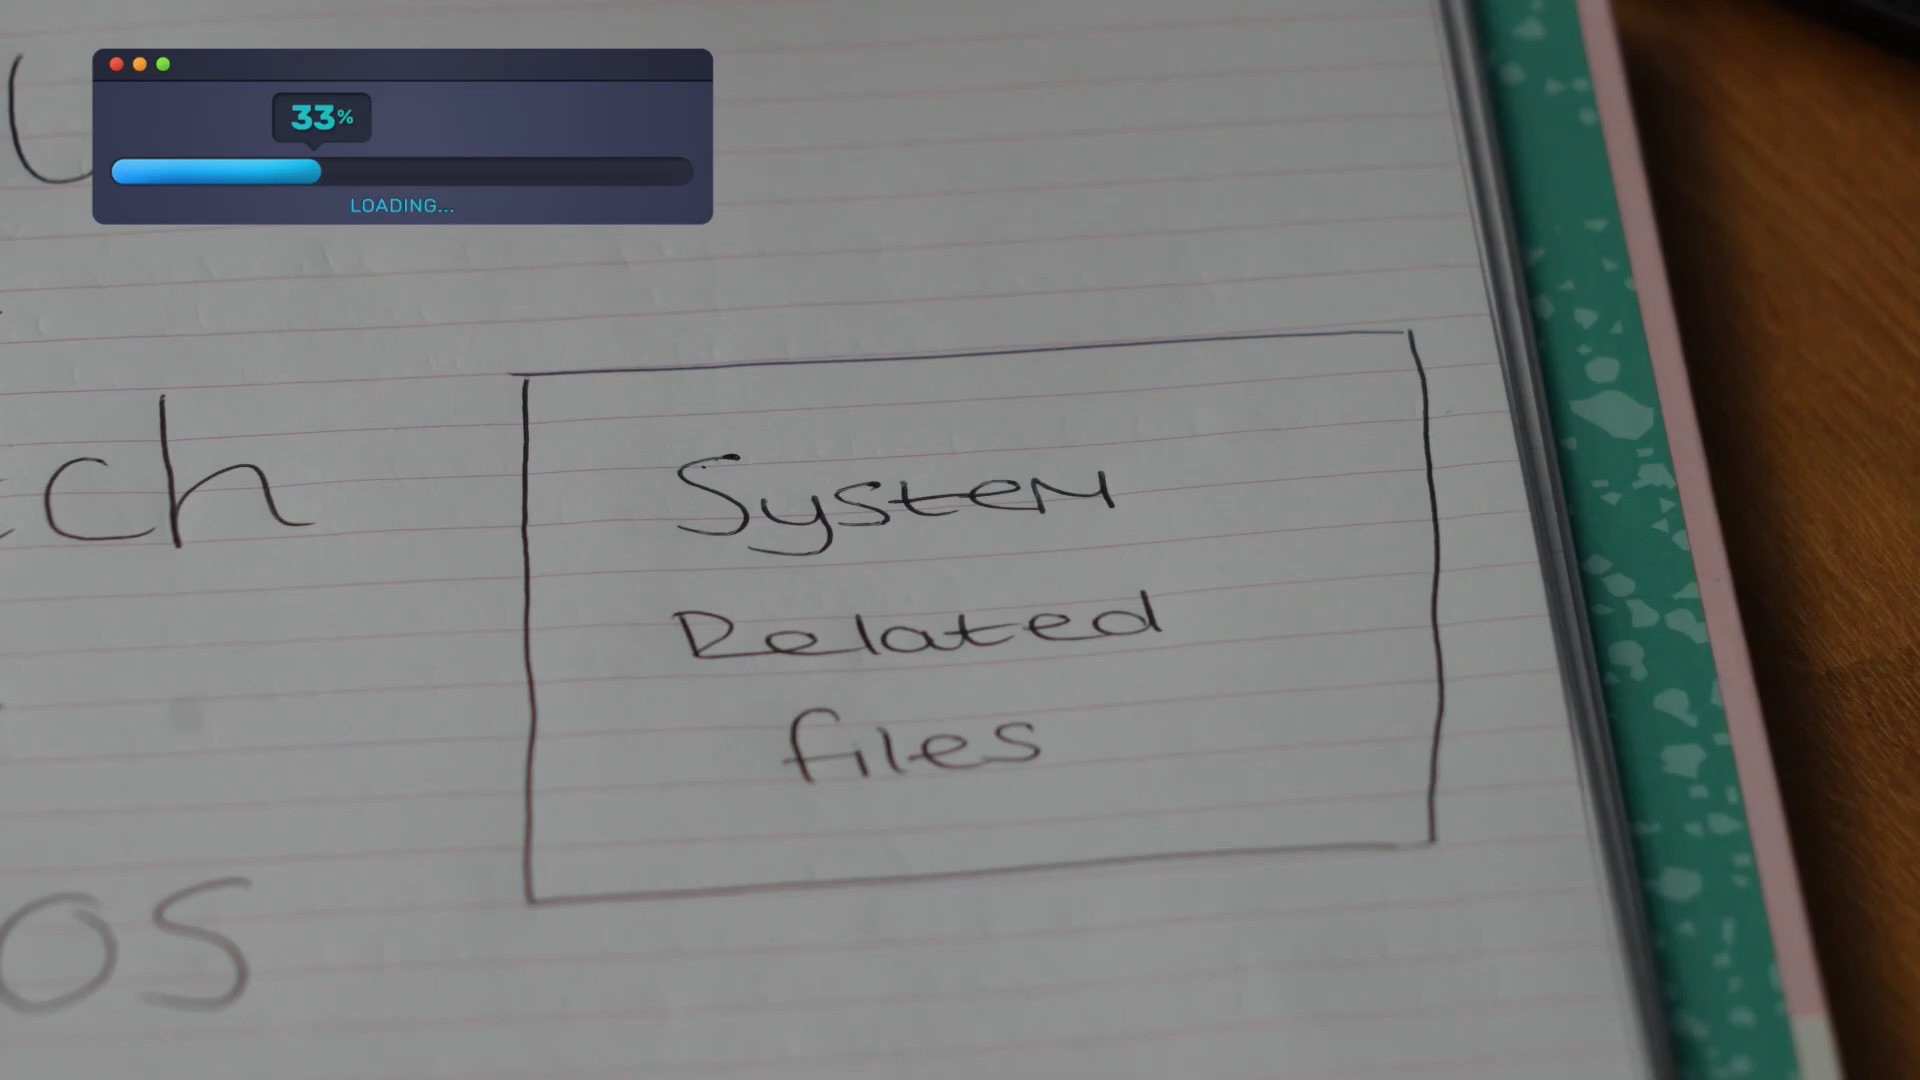 33%
LOADING...
ch
System
Related
files
OS